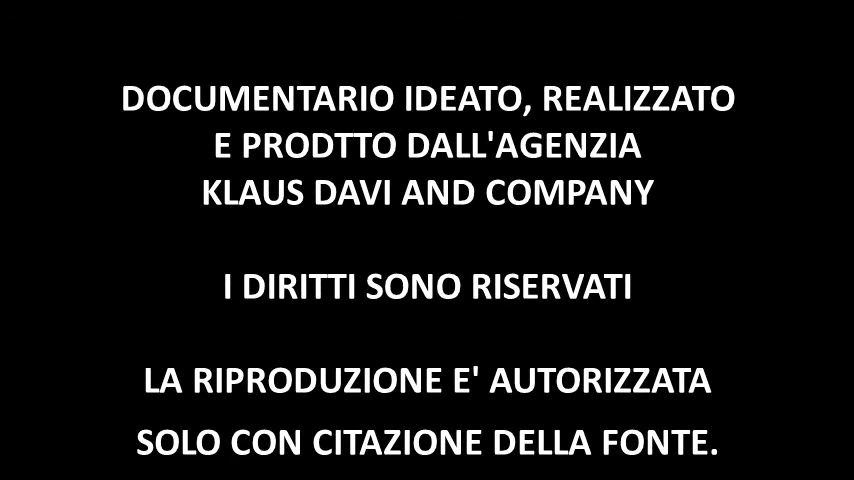 DOCUMENTARIO IDEATO, REALIZZATO
E PRODTTO DALL'AGENZIA
KLAUS DAVI AND COMPANY
I DIRITTI SONO RISERVATI
LA RIPRODUZIONE E' AUTORIZZATA
SOLO CON CITAZIONE DELLA FONTE.